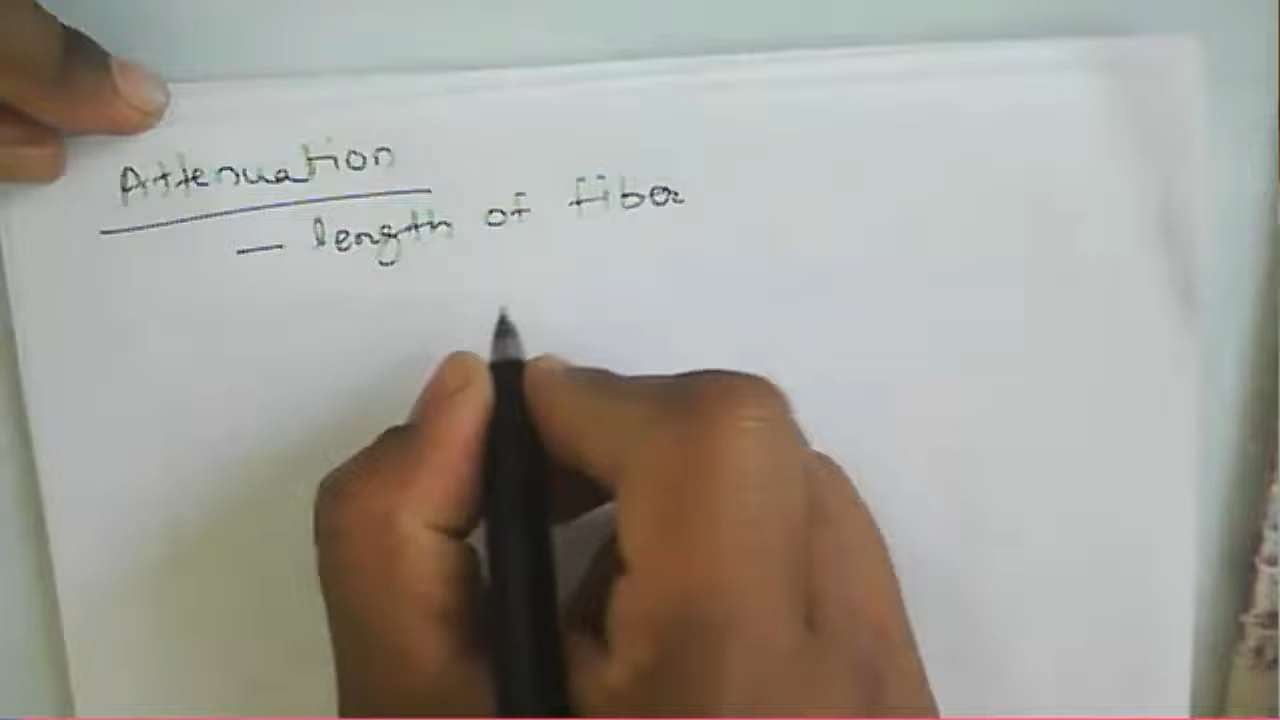 Attenuation
— length of fiber